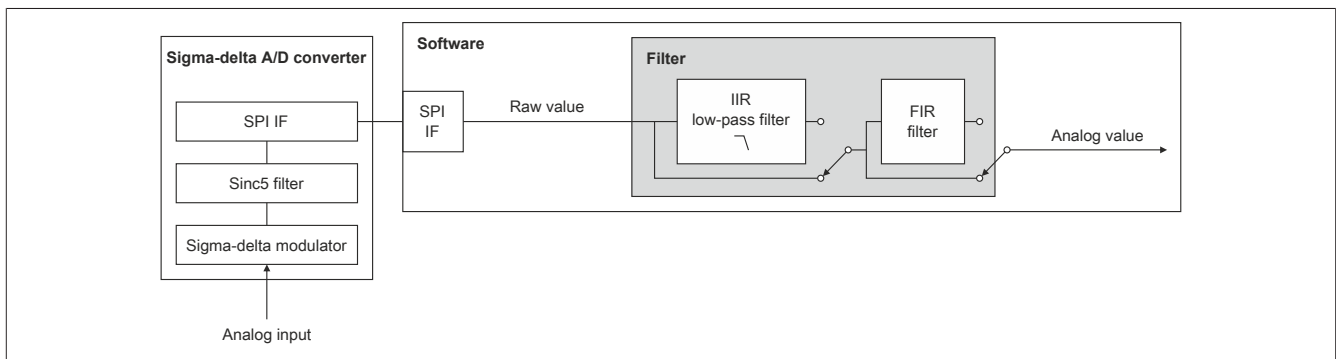 Sigma-delta A/D converter
SPI IF
Sinc5 filter
Sigma-delta modulator
Analog input
Software
SPI
IF
Raw value
Filter
IIR
low-pass filter
FIR
filter
Analog value